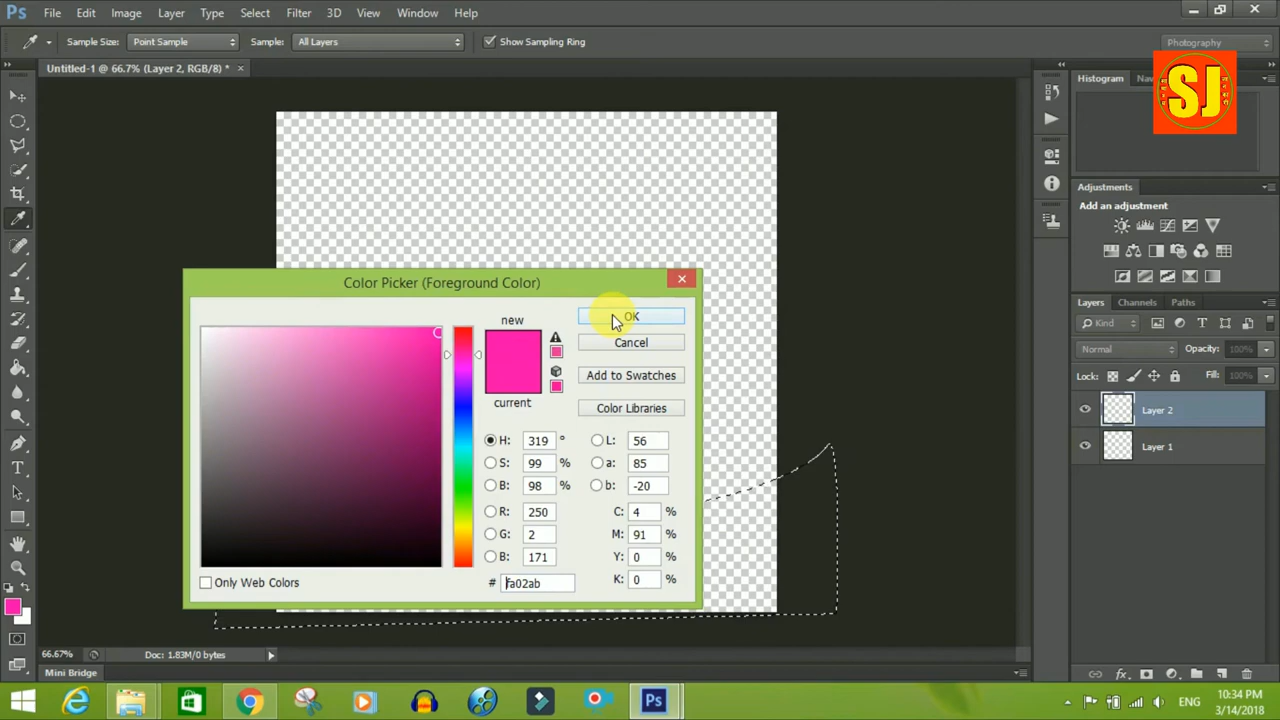 Ps File Edit Image Layer Type Select Filter 3D View Window Help
Sample Size: Point Sample Sample: All Layers Show Sampling Ring Photography
Untitled-1 @ 66.7% (Layer 2, RGB/8) * ×
Histogram Nav
SJ
Adjustments
Add an adjustment
Color Picker (Foreground Color)
new
OK
Cancel
Add to Swatches
current
Color Libraries
H: 319 ° L: 56
S: 99 % a: 85
B: 98 % b: -20
R: 250 C: 4 %
G: 2 M: 91 %
B: 171 Y: 0 %
# fa02ab K: 0 %
Only Web Colors
Layers Channels Paths
Kind
Normal Opacity: 100%
Lock: Fill: 100%
Layer 2
Layer 1
66.67% Doc: 1.83M/0 bytes
Mini Bridge
fx
Ps
ENG
10:34 PM
3/14/2018